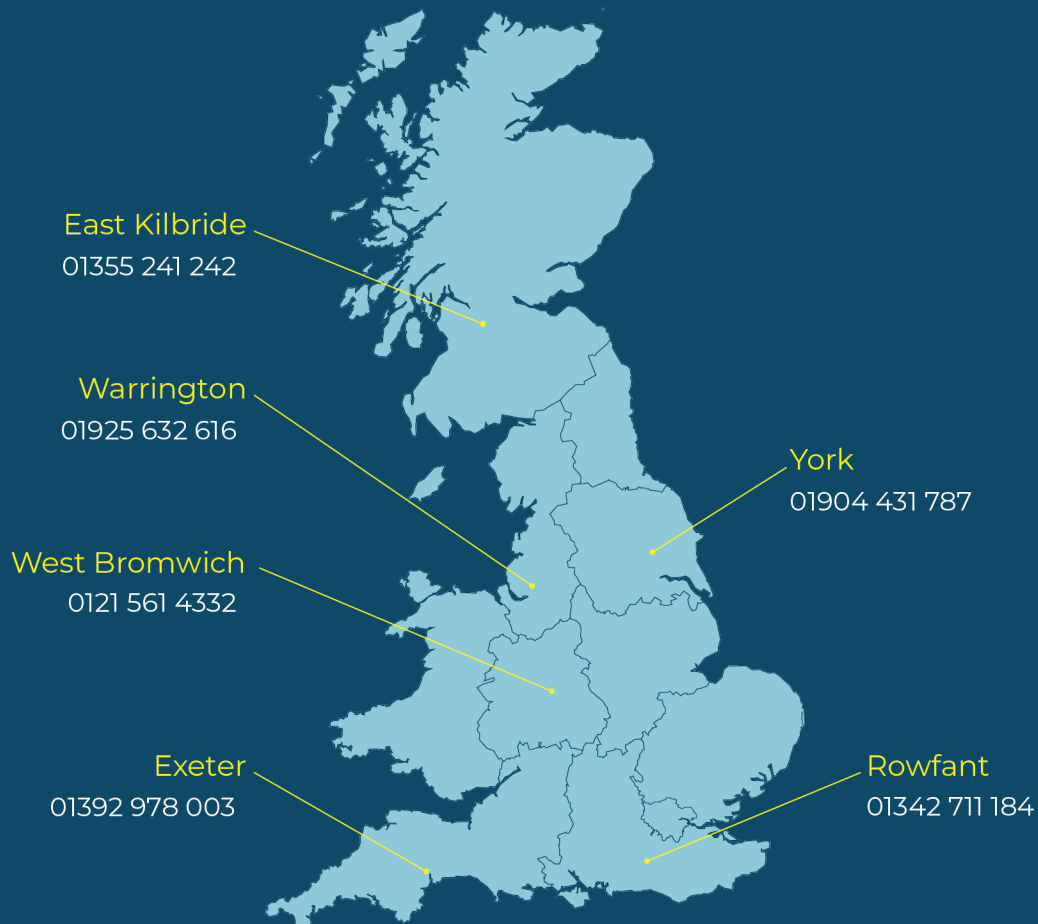 East Kilbride
01355 241 242
Warrington
01925 632 616
York
01904 431 787
West Bromwich
0121 561 4332
Exeter
01392 978 003
Rowfant
01342 711 184